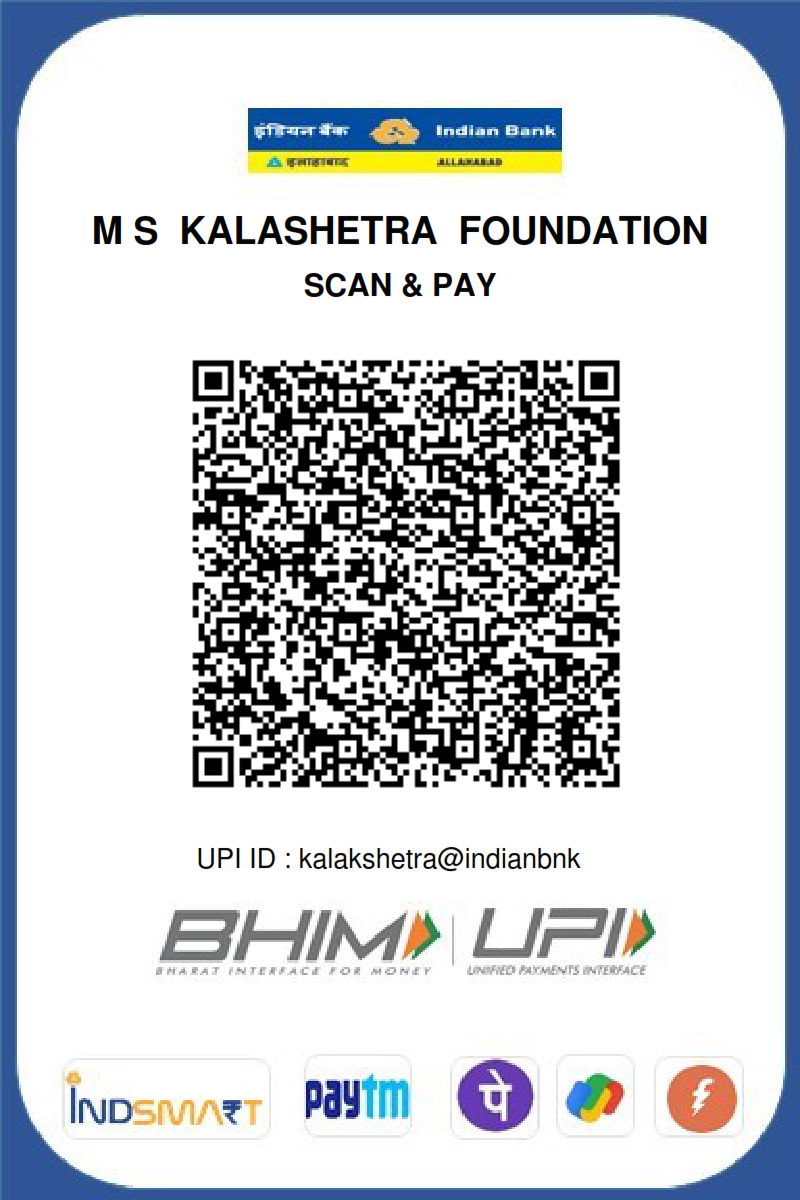 इंडियन बैंक Indian Bank
इलाहाबाद ALLAHABAD
M S KALASHETRA FOUNDATION
SCAN & PAY
UPI ID : kalakshetra@indianbnk
BHIM UPI
BHARAT INTERFACE FOR MONEY UNIFIED PAYMENTS INTERFACE
INDSMA₹T paytm पे